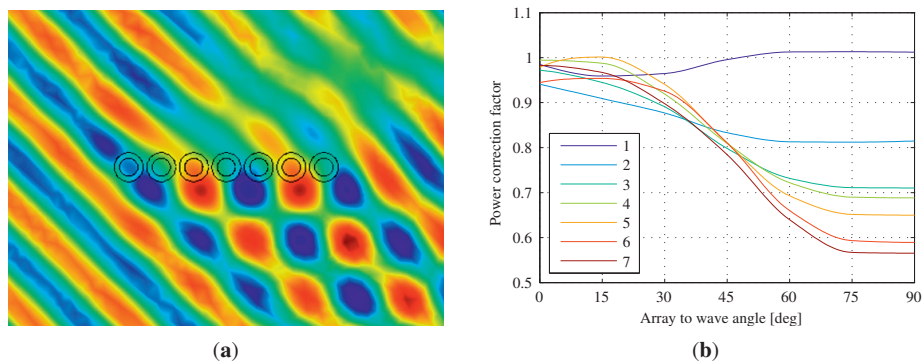 1.1
1
0.9
0.8
0.7
0.6
0.5
Power correction factor
1
2
3
4
5
6
7
0 15 30 45 60 75 90
Array to wave angle [deg]
(a)
(b)